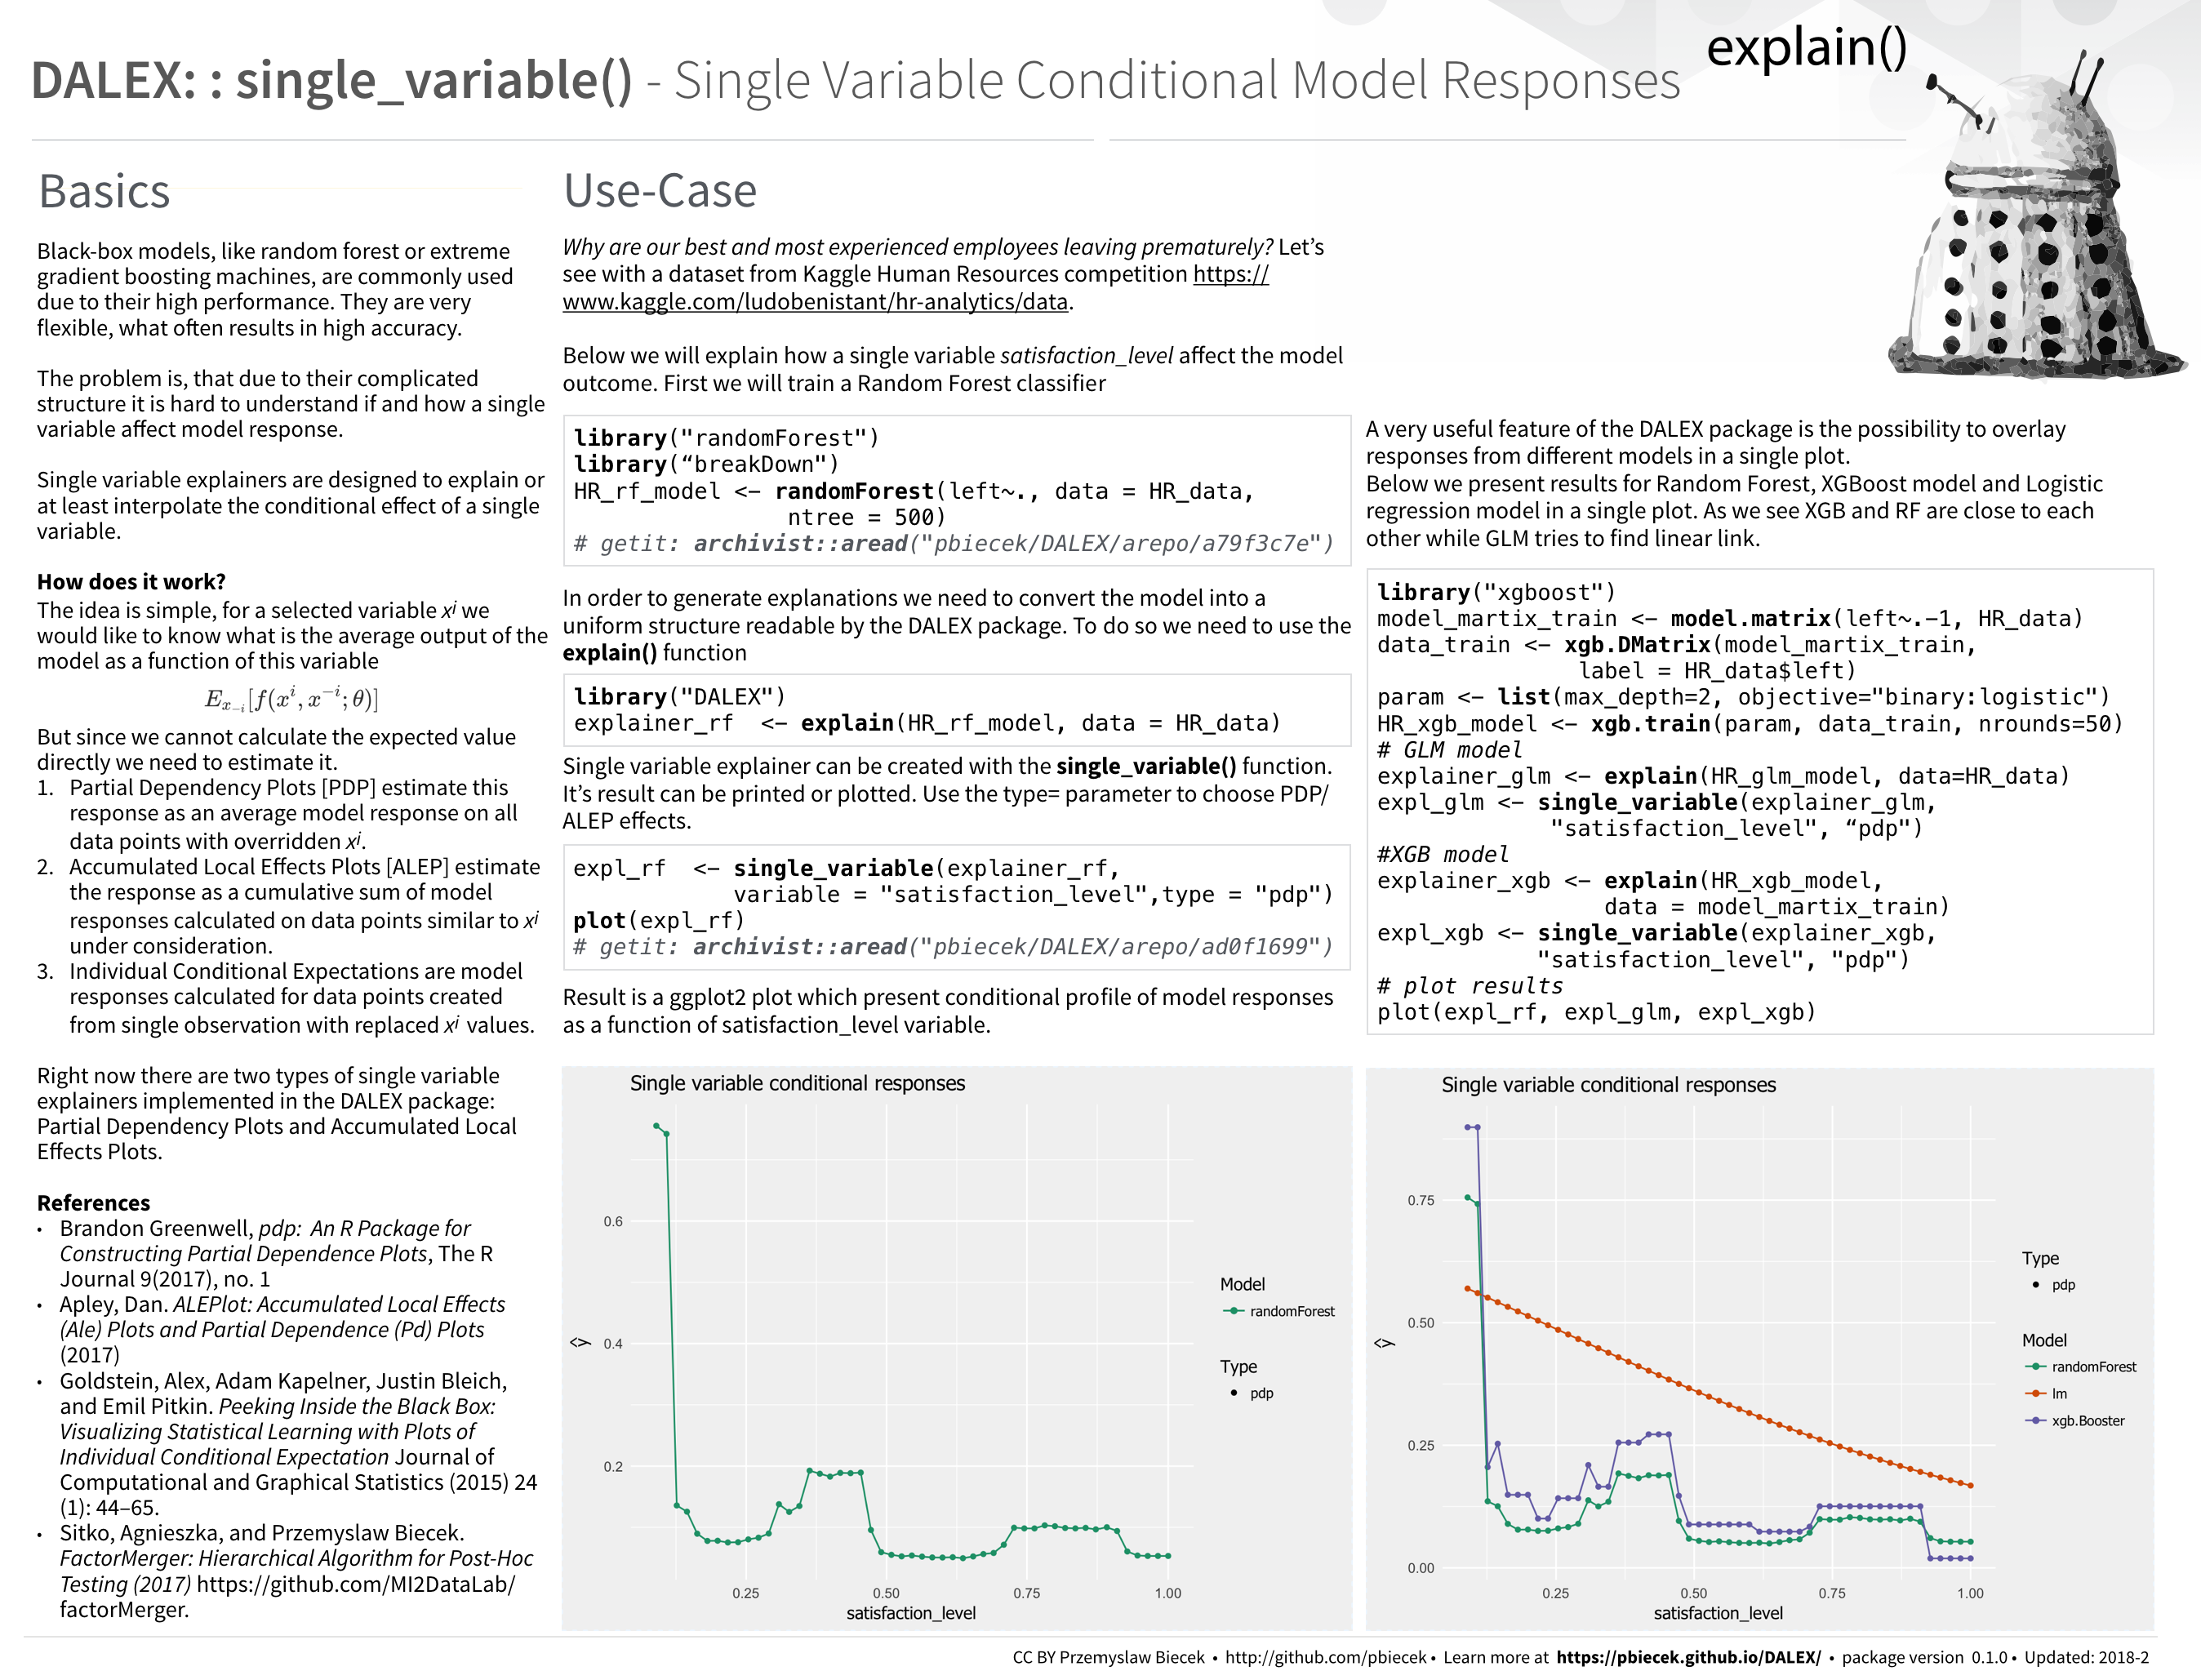 explain()
DALEX: : single_variable() - Single Variable Conditional Model Responses
Basics
Black-box models, like random forest or extreme
gradient boosting machines, are commonly used
due to their high performance. They are very
flexible, what often results in high accuracy.
The problem is, that due to their complicated
structure it is hard to understand if and how a single
variable affect model response.
Single variable explainers are designed to explain or
at least interpolate the conditional effect of a single
variable.
How does it work?
The idea is simple, for a selected variable xⁱ we
would like to know what is the average output of the
model as a function of this variable
E_{x_{-i}}[f(x^i, x^{-i}; θ)]
But since we cannot calculate the expected value
directly we need to estimate it.
1. Partial Dependency Plots [PDP] estimate this
response as an average model response on all
data points with overridden xⁱ.
2. Accumulated Local Effects Plots [ALEP] estimate
the response as a cumulative sum of model
responses calculated on data points similar to xⁱ
under consideration.
3. Individual Conditional Expectations are model
responses calculated for data points created
from single observation with replaced xⁱ values.
Right now there are two types of single variable
explainers implemented in the DALEX package:
Partial Dependency Plots and Accumulated Local
Effects Plots.
References
• Brandon Greenwell, pdp: An R Package for
Constructing Partial Dependence Plots, The R
Journal 9(2017), no. 1
• Apley, Dan. ALEPlot: Accumulated Local Effects
(Ale) Plots and Partial Dependence (Pd) Plots
(2017)
• Goldstein, Alex, Adam Kapelner, Justin Bleich,
and Emil Pitkin. Peeking Inside the Black Box:
Visualizing Statistical Learning with Plots of
Individual Conditional Expectation Journal of
Computational and Graphical Statistics (2015) 24
(1): 44–65.
• Sitko, Agnieszka, and Przemyslaw Biecek.
FactorMerger: Hierarchical Algorithm for Post-Hoc
Testing (2017) https://github.com/MI2DataLab/
factorMerger.
Use-Case
Why are our best and most experienced employees leaving prematurely? Let’s
see with a dataset from Kaggle Human Resources competition https://
www.kaggle.com/ludobenistant/hr-analytics/data.
Below we will explain how a single variable satisfaction_level affect the model
outcome. First we will train a Random Forest classifier
library("randomForest")
library(“breakDown")
HR_rf_model <- randomForest(left~., data = HR_data,
ntree = 500)
# getit: archivist::aread("pbiecek/DALEX/arepo/a79f3c7e")
In order to generate explanations we need to convert the model into a
uniform structure readable by the DALEX package. To do so we need to use the
explain() function
library("DALEX")
explainer_rf <- explain(HR_rf_model, data = HR_data)
Single variable explainer can be created with the single_variable() function.
It’s result can be printed or plotted. Use the type= parameter to choose PDP/
ALEP effects.
expl_rf <- single_variable(explainer_rf,
variable = "satisfaction_level",type = "pdp")
plot(expl_rf)
# getit: archivist::aread("pbiecek/DALEX/arepo/ad0f1699")
Result is a ggplot2 plot which present conditional profile of model responses
as a function of satisfaction_level variable.
Single variable conditional responses
0.6
0.4
0.2
ŷ
0.25 0.50 0.75 1.00
satisfaction_level
Model
randomForest
Type
pdp
A very useful feature of the DALEX package is the possibility to overlay
responses from different models in a single plot.
Below we present results for Random Forest, XGBoost model and Logistic
regression model in a single plot. As we see XGB and RF are close to each
other while GLM tries to find linear link.
library("xgboost")
model_martix_train <- model.matrix(left~.-1, HR_data)
data_train <- xgb.DMatrix(model_martix_train,
label = HR_data$left)
param <- list(max_depth=2, objective="binary:logistic")
HR_xgb_model <- xgb.train(param, data_train, nrounds=50)
# GLM model
explainer_glm <- explain(HR_glm_model, data=HR_data)
expl_glm <- single_variable(explainer_glm,
"satisfaction_level", “pdp")
#XGB model
explainer_xgb <- explain(HR_xgb_model,
data = model_martix_train)
expl_xgb <- single_variable(explainer_xgb,
"satisfaction_level", "pdp")
# plot results
plot(expl_rf, expl_glm, expl_xgb)
Single variable conditional responses
0.75
0.50
0.25
0.00
ŷ
0.25 0.50 0.75 1.00
satisfaction_level
Type
pdp
Model
randomForest
lm
xgb.Booster
CC BY Przemyslaw Biecek • http://github.com/pbiecek • Learn more at https://pbiecek.github.io/DALEX/ • package version 0.1.0 • Updated: 2018-2